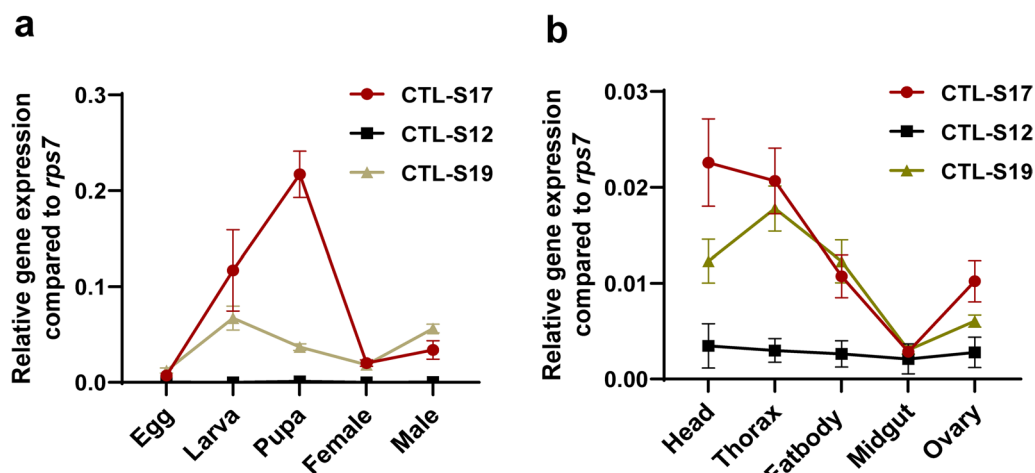 a
Relative gene expression
compared to rps7
0.3
0.2
0.1
0.0
CTL-S17
CTL-S12
CTL-S19
Egg
Larva
Pupa
Female
Male
b
Relative gene expression
compared to rps7
0.03
0.02
0.01
0.00
CTL-S17
CTL-S12
CTL-S19
Head
Thorax
Fatbody
Midgut
Ovary